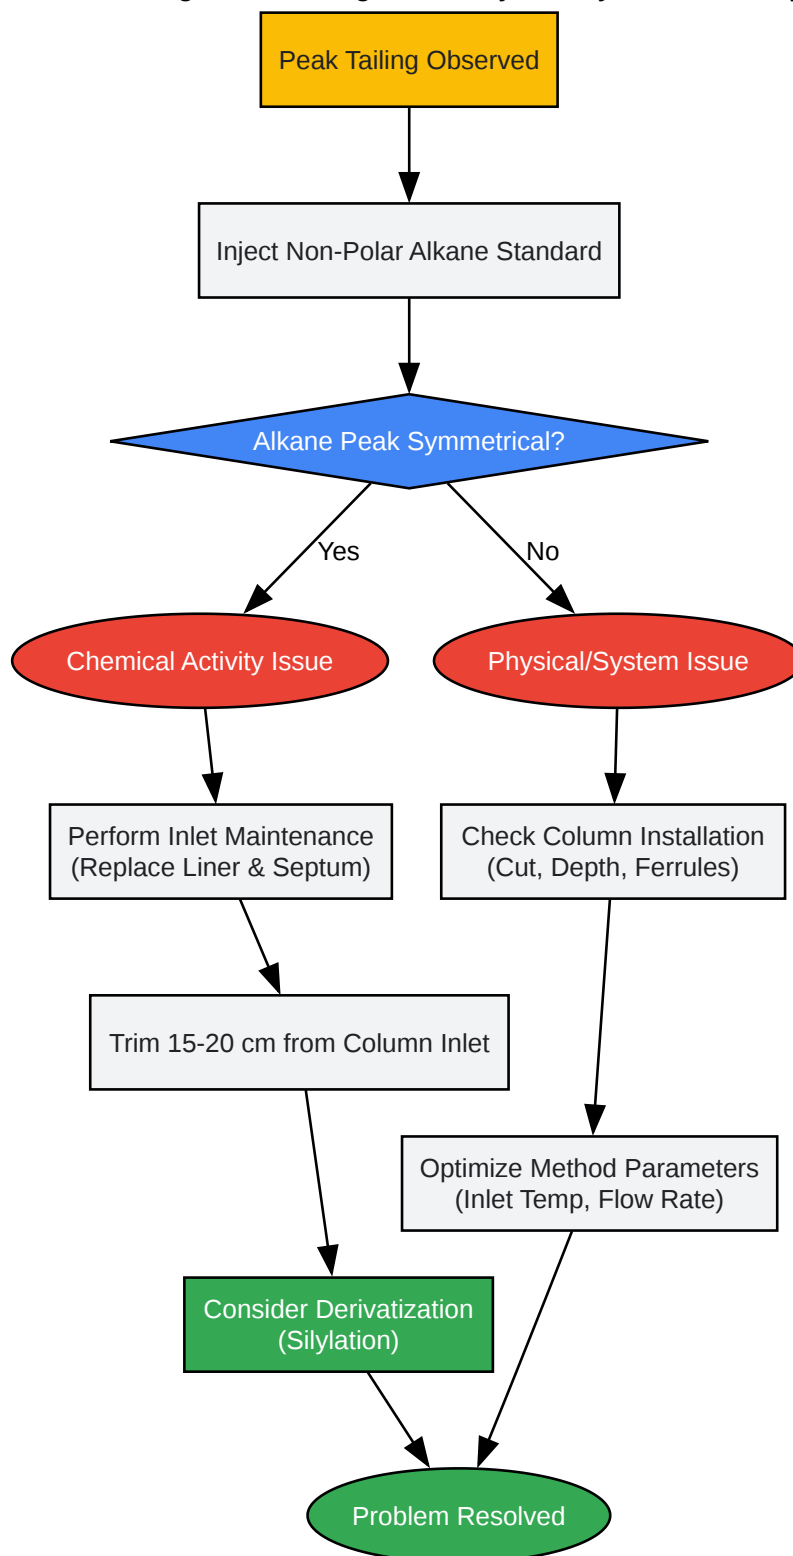 Peak Tailing Observed
Inject Non-Polar Alkane Standard
Alkane Peak Symmetrical?
Yes
No
Chemical Activity Issue
Physical/System Issue
Perform Inlet Maintenance
(Replace Liner & Septum)
Check Column Installation
(Cut, Depth, Ferrules)
Trim 15-20 cm from Column Inlet
Optimize Method Parameters
(Inlet Temp, Flow Rate)
Consider Derivatization
(Silylation)
Problem Resolved